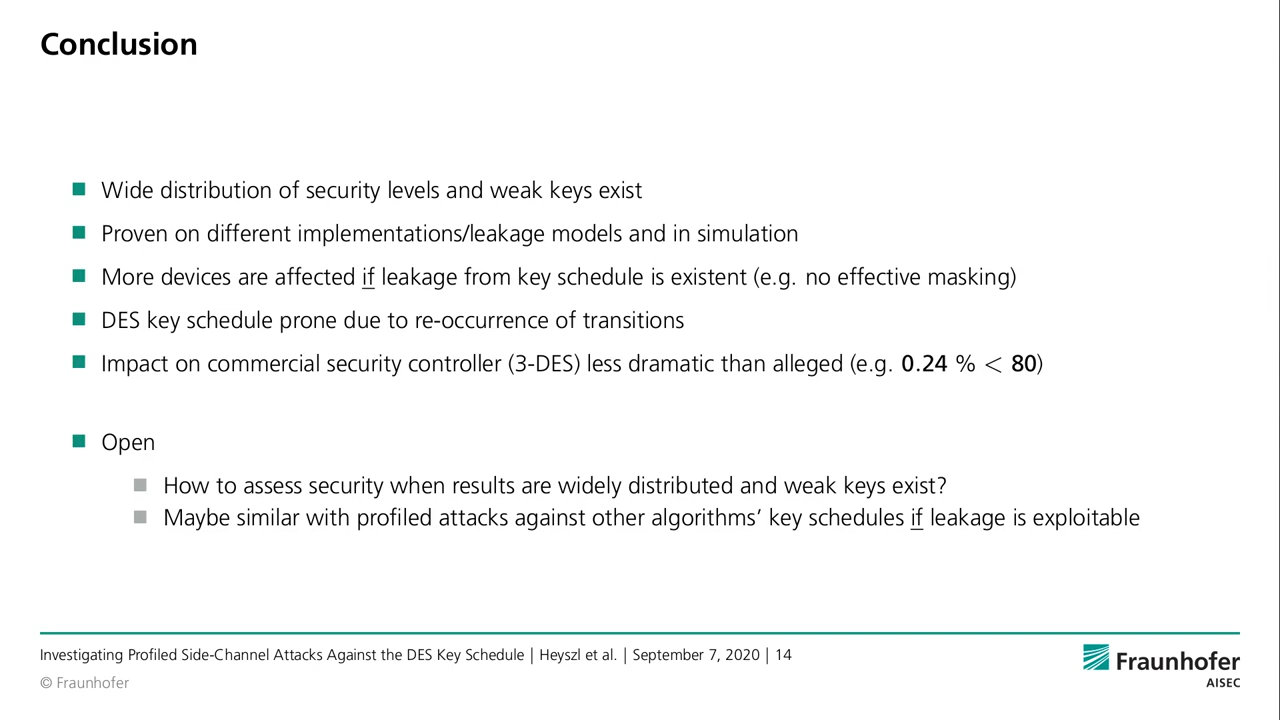 Conclusion
Wide distribution of security levels and weak keys exist
Proven on different implementations/leakage models and in simulation
More devices are affected if leakage from key schedule is existent (e.g. no effective masking)
DES key schedule prone due to re-occurrence of transitions
Impact on commercial security controller (3-DES) less dramatic than alleged (e.g. 0.24 % < 80)
Open
How to assess security when results are widely distributed and weak keys exist?
Maybe similar with profiled attacks against other algorithms’ key schedules if leakage is exploitable
Investigating Profiled Side-Channel Attacks Against the DES Key Schedule | Heyszl et al. | September 7, 2020 | 14
© Fraunhofer
Fraunhofer
AISEC